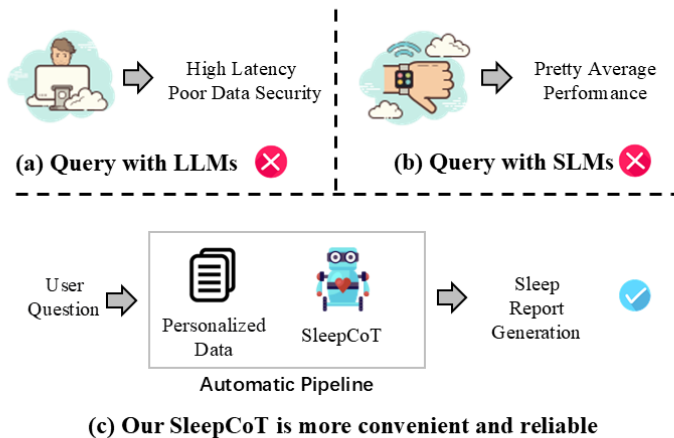 High Latency
Poor Data Security
(a) Query with LLMs
Pretty Average
Performance
(b) Query with SLMs
User
Question
Personalized
Data
SleepCoT
Automatic Pipeline
Sleep
Report
Generation
(c) Our SleepCoT is more convenient and reliable